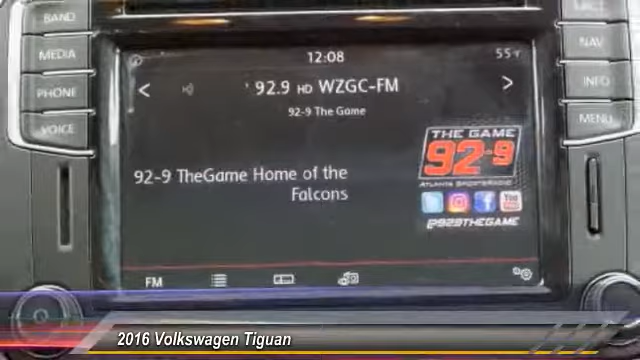 BAND
MEDIA
PHONE
VOICE
NAV
INFO
MENU
12:08
55°F
< 92.9 HD WZGC-FM >
92-9 The Game
92-9 TheGame Home of the
Falcons
THE GAME
92-9
ATLANTA SPORTSRADIO
You
@929THEGAME
FM
2016 Volkswagen Tiguan